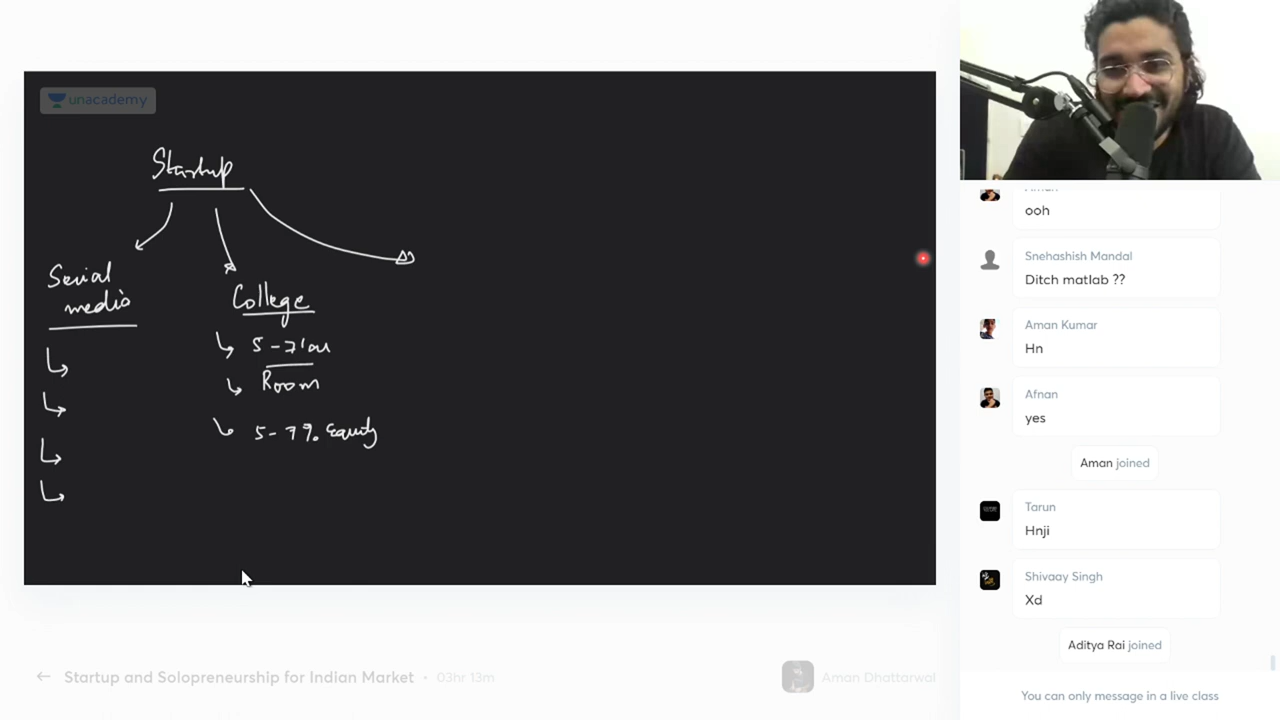 unacademy
Startup
Social
media
College
5-7 lac
Room
5-7% Equity
ooh
Snehashish Mandal
Ditch matlab ??
Aman Kumar
Hn
Afnan
yes
Aman joined
Tarun
Hnji
Shivaay Singh
Xd
Aditya Rai joined
You can only message in a live class
← Startup and Solopreneurship for Indian Market • 03hr 13m
Aman Dhattarwal